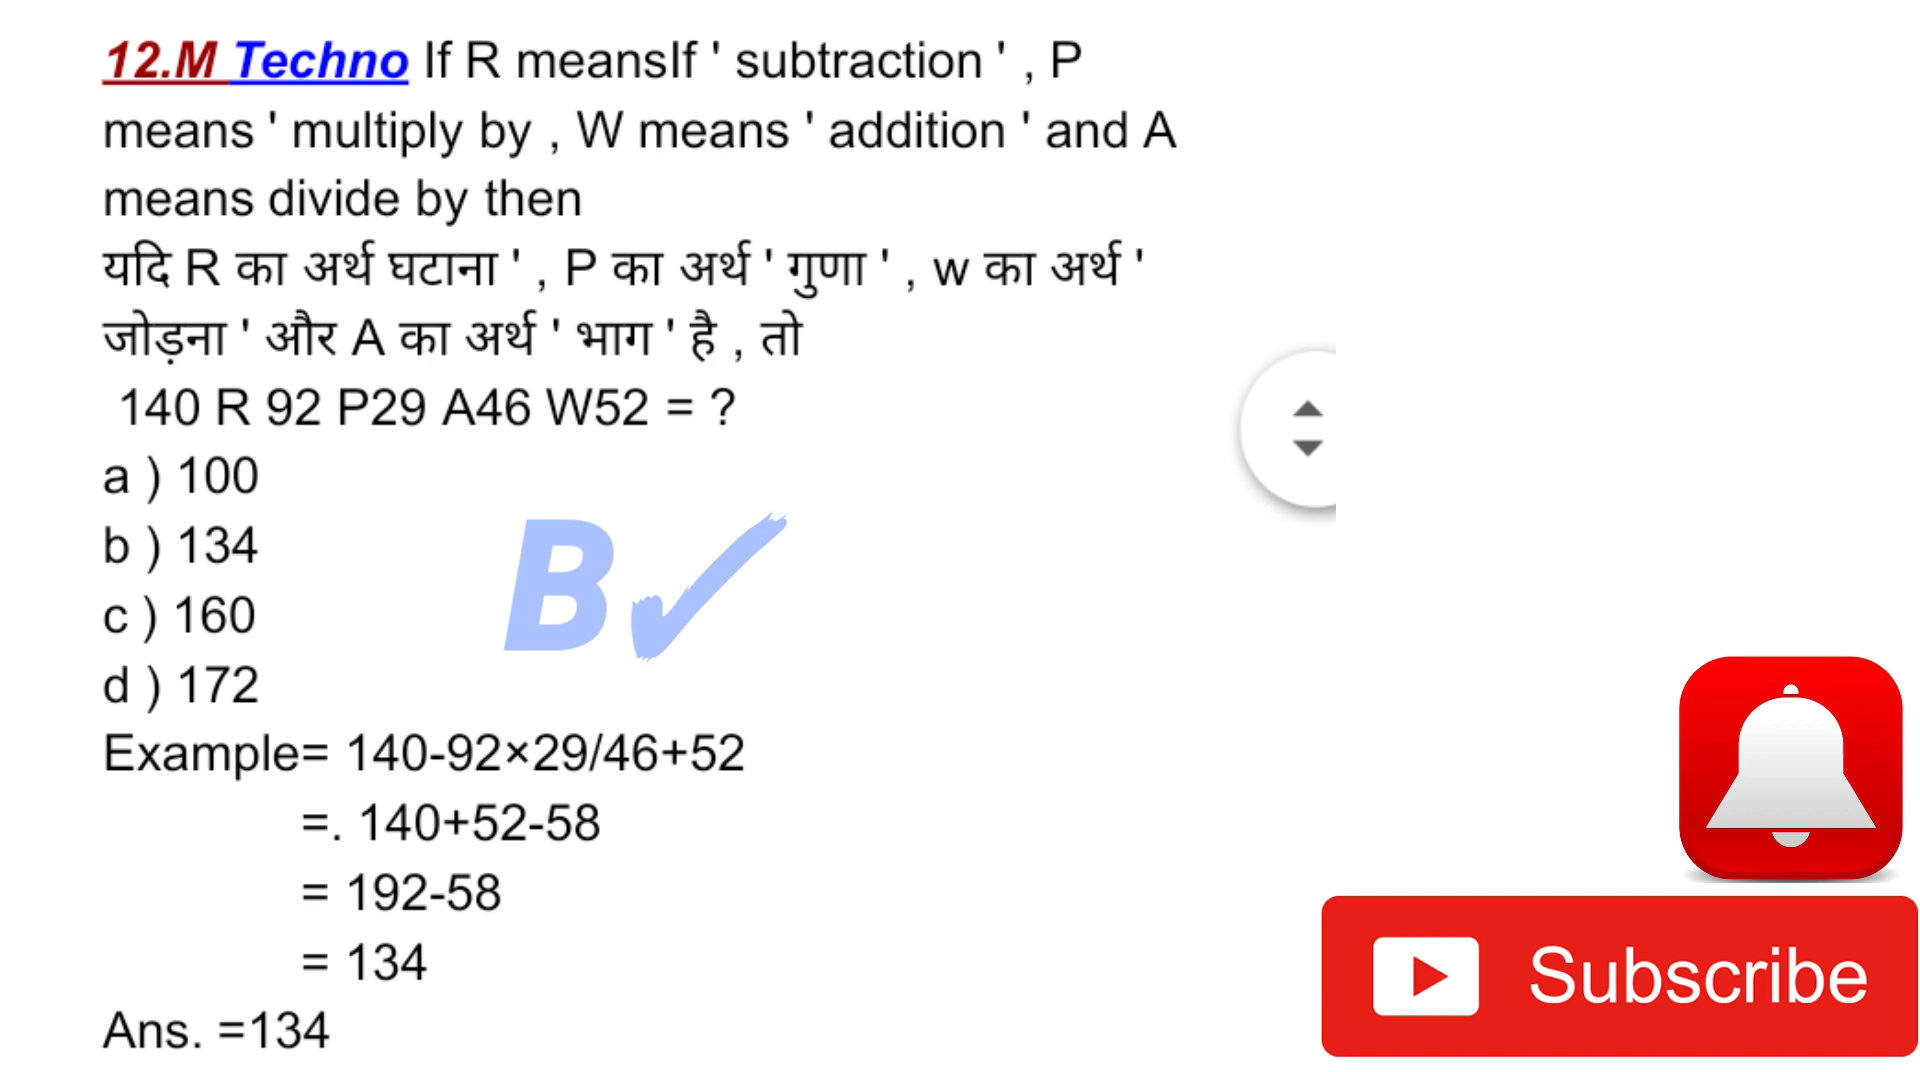 12.M Techno If R meansIf ' subtraction ' , P
means ' multiply by , W means ' addition ' and A
means divide by then
यदि R का अर्थ घटाना ' , P का अर्थ ' गुणा ' , w का अर्थ '
जोड़ना ' और A का अर्थ ' भाग ' है , तो
140 R 92 P29 A46 W52 = ?
a ) 100
b ) 134
c ) 160
d ) 172
B✓
Example= 140-92×29/46+52
=. 140+52-58
= 192-58
= 134
Ans. =134
Subscribe